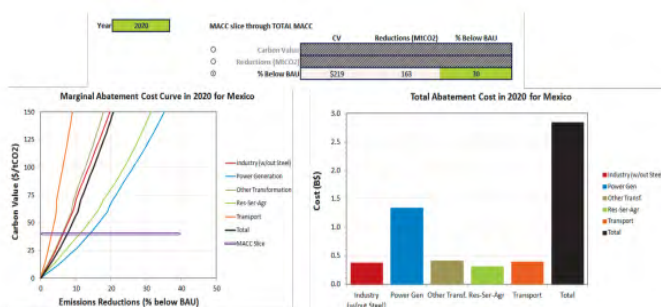 Year 2020
MACC slice through TOTAL MACC
CV Reductions (MtCO2) % Below BAU
Carbon Value
Reductions (MtCO2)
% Below BAU $219 160 30
Marginal Abatement Cost Curve in 2020 for Mexico
Carbon Value ($/tCO2)
150
125
100
75
50
25
0
0 10 20 30 40 50
Emissions Reductions (% below BAU)
Industry (w/out Steel)
Power Generation
Other Transformation
Res-Ser-Agr
Transport
Total
MACC Slice
Total Abatement Cost in 2020 for Mexico
Cost (B$)
3.0
2.5
2.0
1.5
1.0
0.5
0.0
Industry (w/out Steel) Power Gen Other Transf. Res-Ser-Agr Transport Total
Industry (w/out Steel)
Power Gen
Other Transf.
Res-Ser-Agr
Transport
Total